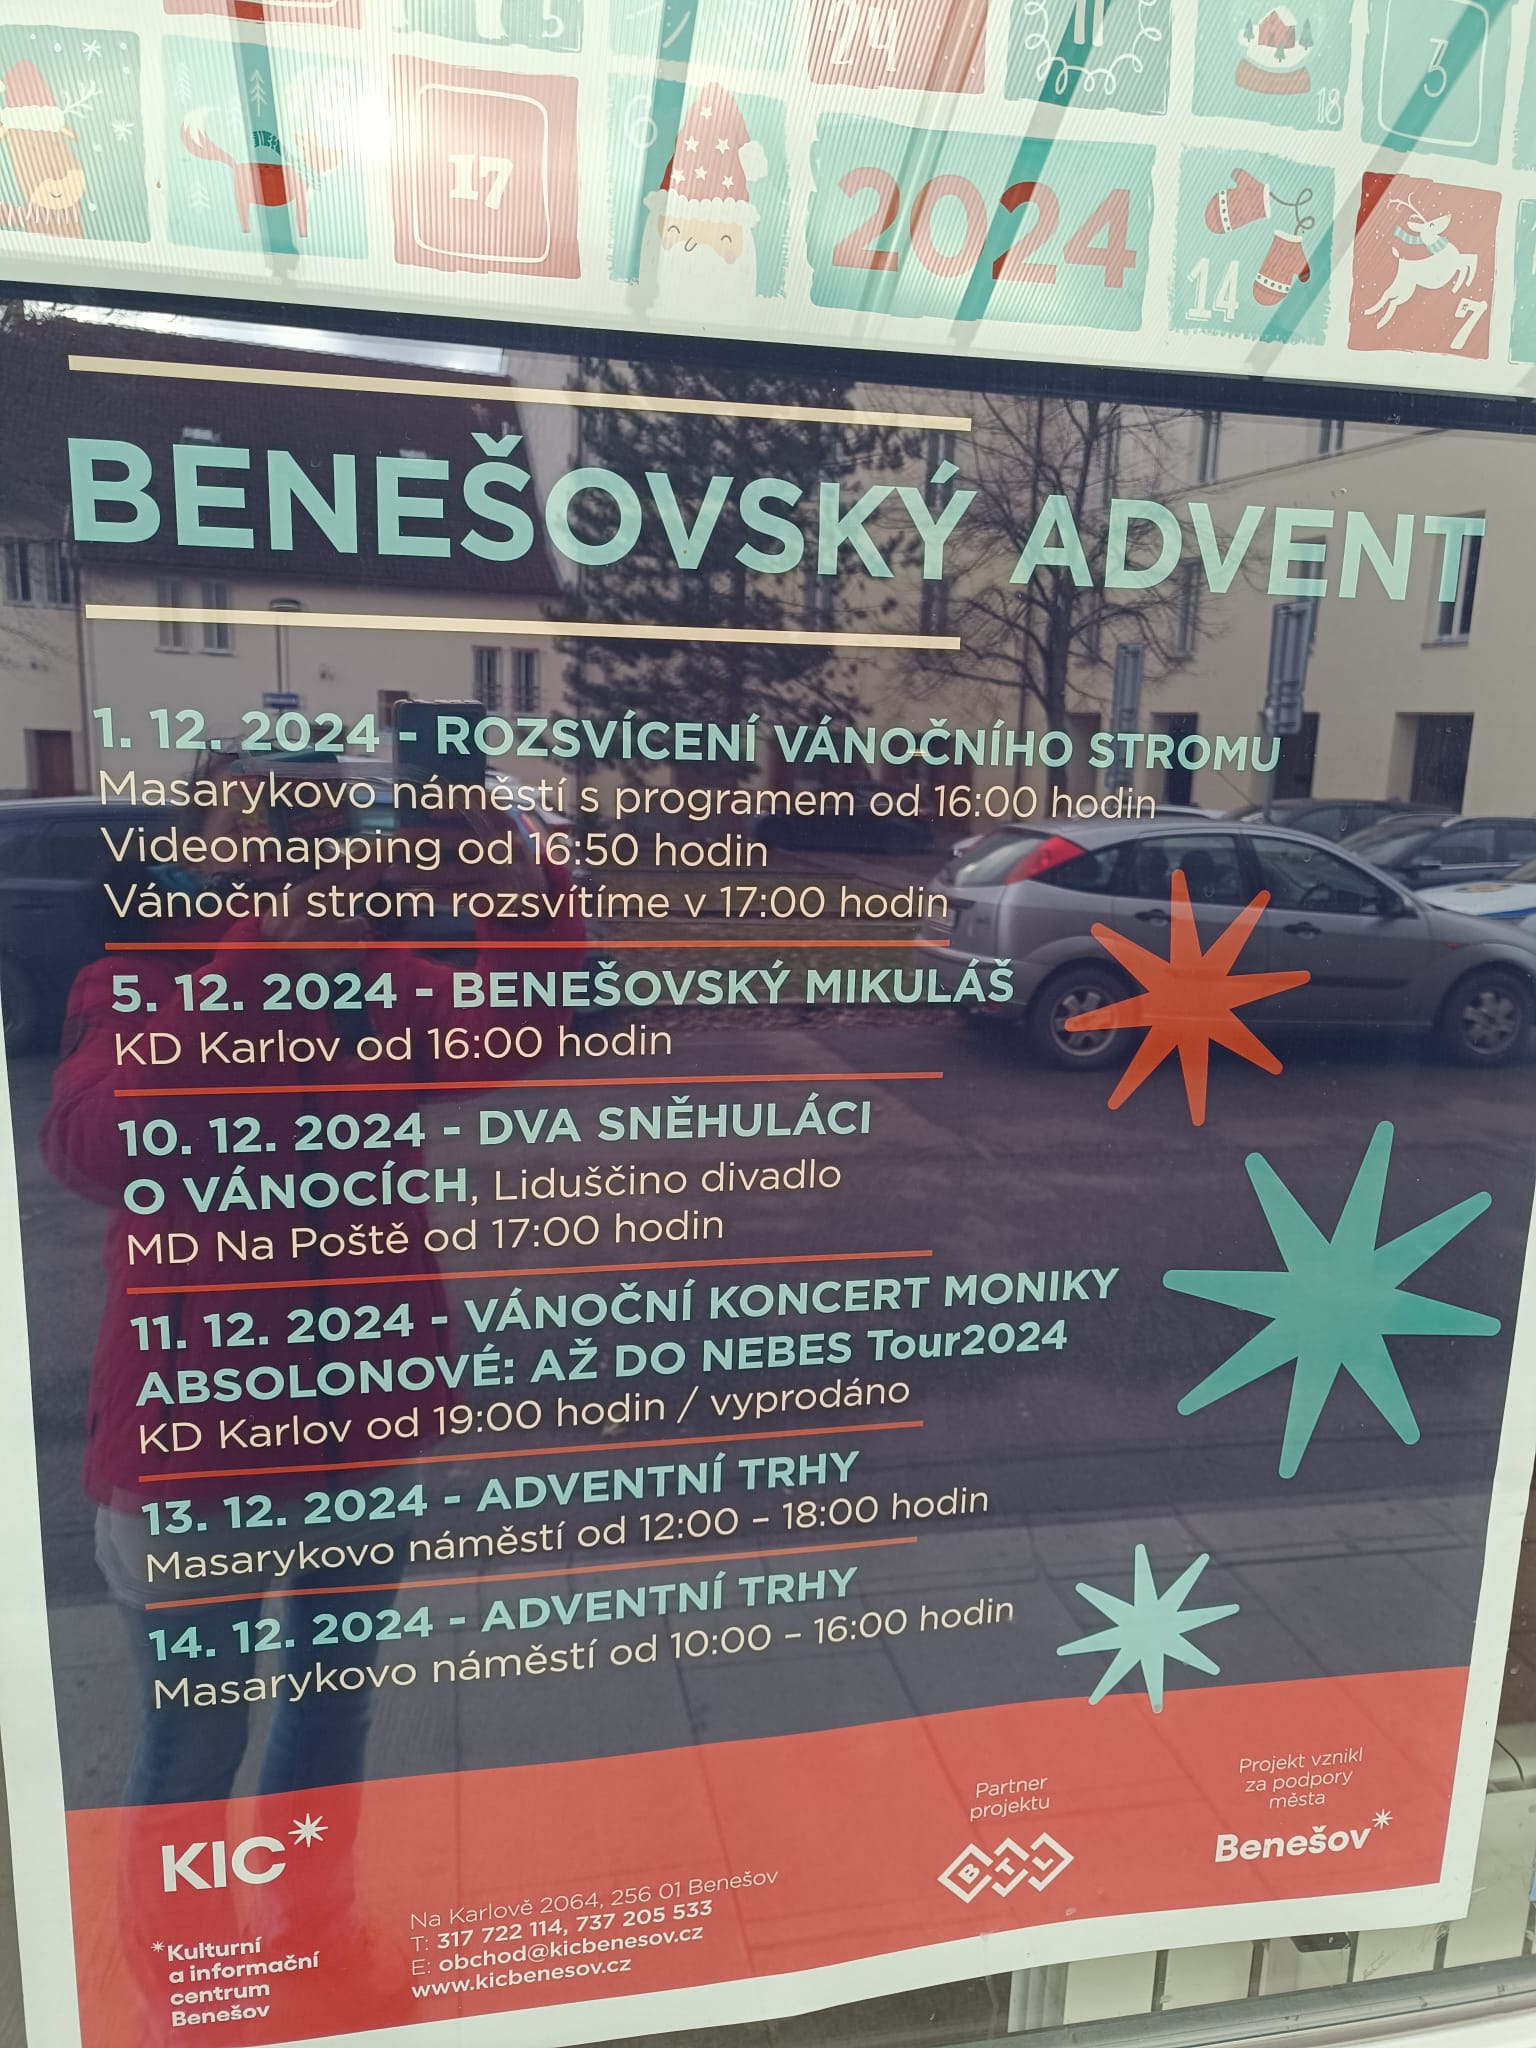 5
24
11
18
3
17
6
2024
14
7
BENEŠOVSKÝ ADVENT
1. 12. 2024 - ROZSVÍCENÍ VÁNOČNÍHO STROMU
Masarykovo náměstí s programem od 16:00 hodin
Videomapping od 16:50 hodin
Vánoční strom rozsvítíme v 17:00 hodin
5. 12. 2024 - BENEŠOVSKÝ MIKULÁŠ
KD Karlov od 16:00 hodin
10. 12. 2024 - DVA SNĚHULÁCI
O VÁNOCÍCH, Liduščino divadlo
MD Na Poště od 17:00 hodin
11. 12. 2024 - VÁNOČNÍ KONCERT MONIKY
ABSOLONOVÉ: AŽ DO NEBES Tour2024
KD Karlov od 19:00 hodin / vyprodáno
13. 12. 2024 - ADVENTNÍ TRHY
Masarykovo náměstí od 12:00 – 18:00 hodin
14. 12. 2024 - ADVENTNÍ TRHY
Masarykovo náměstí od 10:00 – 16:00 hodin
KIC*
*Kulturní
a informační
centrum
Benešov
Na Karlově 2064, 256 01 Benešov
T: 317 722 114, 737 205 533
E: obchod@kicbenesov.cz
www.kicbenesov.cz
Partner
projektu
BTL
Projekt vznikl
za podpory
města
Benešov*